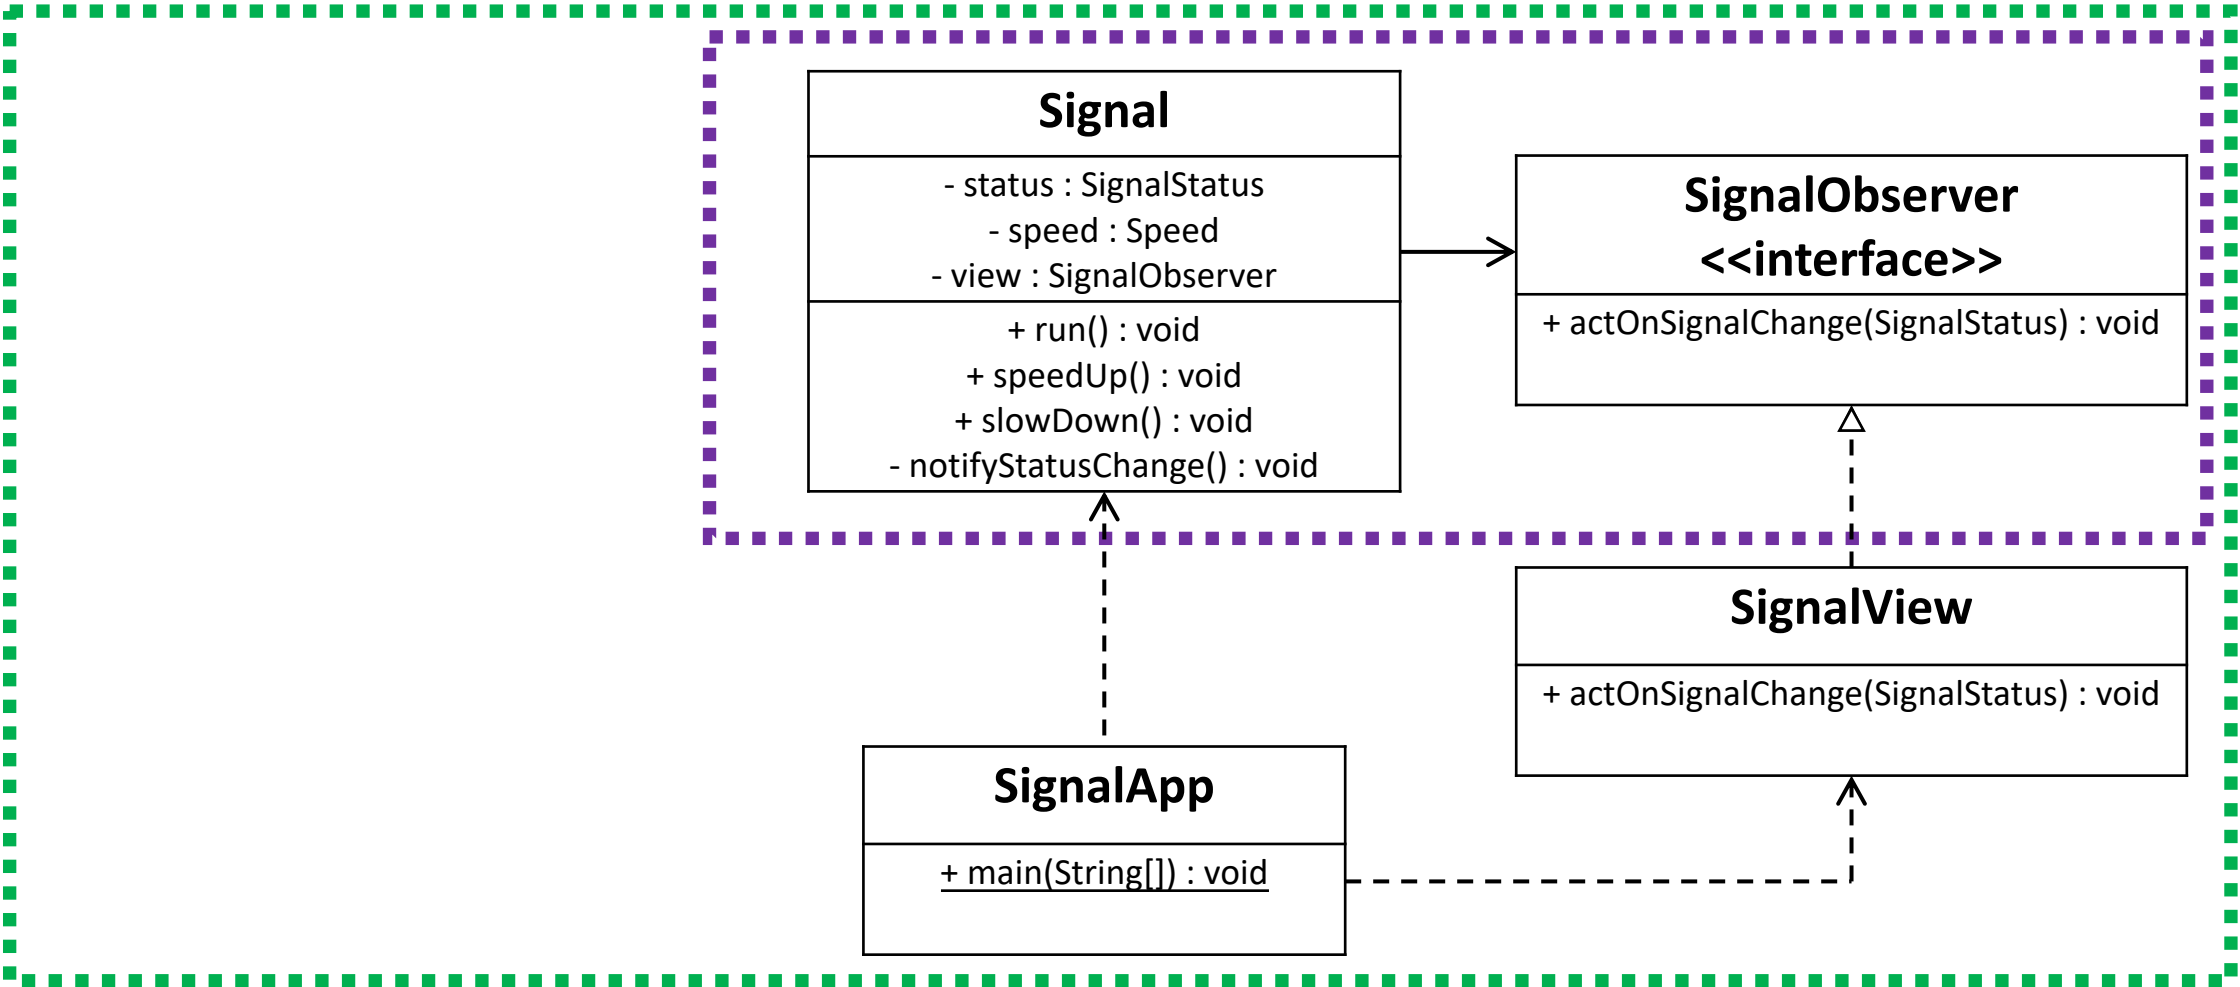 Signal
- status : SignalStatus
- speed : Speed
- view : SignalObserver
+ run() : void
+ speedUp() : void
+ slowDown() : void
- notifyStatusChange() : void
SignalObserver
<<interface>>
+ actOnSignalChange(SignalStatus) : void
SignalView
+ actOnSignalChange(SignalStatus) : void
SignalApp
+ main(String[]) : void